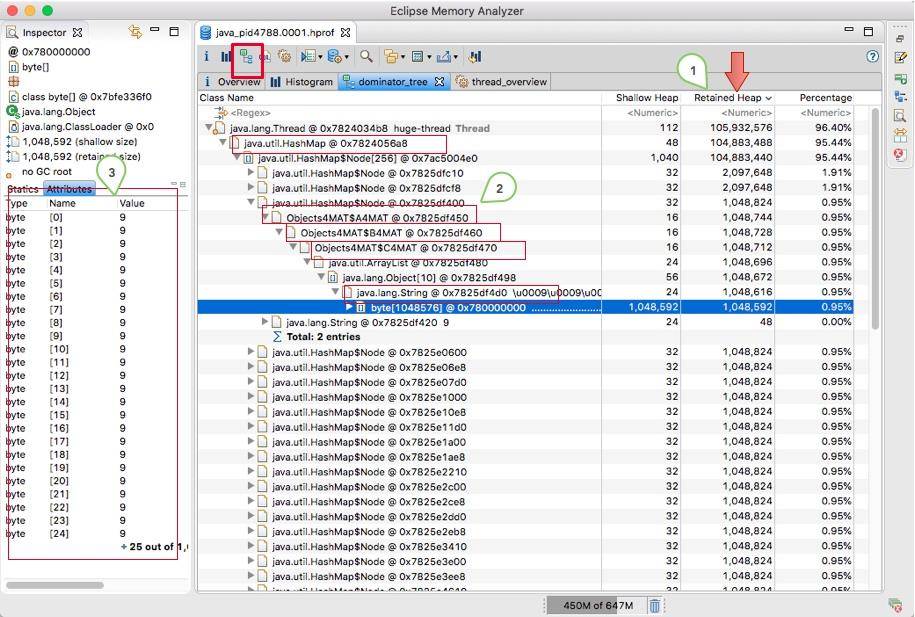 Eclipse Memory Analyzer
Inspector
@ 0x780000000
byte[]
class byte[] @ 0x7bfe336f0
java.lang.Object
java.lang.ClassLoader @ 0x0
1,048,592 (shallow size)
1,048,592 (retained size)
no GC root
3
Statics Attributes
Type Name Value
byte [0] 9
byte [1] 9
byte [2] 9
byte [3] 9
byte [4] 9
byte [5] 9
byte [6] 9
byte [7] 9
byte [8] 9
byte [9] 9
byte [10] 9
byte [11] 9
byte [12] 9
byte [13] 9
byte [14] 9
byte [15] 9
byte [16] 9
byte [17] 9
byte [18] 9
byte [19] 9
byte [20] 9
byte [21] 9
byte [22] 9
byte [23] 9
byte [24] 9
+ 25 out of 1,
java_pid4788.0001.hprof
1
i Overview Histogram dominator_tree thread_overview
Class Name Shallow Heap Retained Heap Percentage
<Regex> <Numeric> <Numeric> <Numeric>
java.lang.Thread @ 0x7824034b8 huge-thread Thread 112 105,932,576 96.40%
java.util.HashMap @ 0x7824056a8 48 104,883,488 95.44%
java.util.HashMap$Node[256] @ 0x7ac5004e0 1,040 104,883,440 95.44%
java.util.HashMap$Node @ 0x7825dfc10 32 2,097,648 1.91%
java.util.HashMap$Node @ 0x7825dfcf8 32 2,097,648 1.91%
java.util.HashMap$Node @ 0x7825df400 32 1,048,824 0.95%
2
Objects4MAT$A4MAT @ 0x7825df450 16 1,048,744 0.95%
Objects4MAT$B4MAT @ 0x7825df460 16 1,048,728 0.95%
Objects4MAT$C4MAT @ 0x7825df470 16 1,048,712 0.95%
java.util.ArrayList @ 0x7825df480 24 1,048,696 0.95%
java.lang.Object[10] @ 0x7825df498 56 1,048,672 0.95%
java.lang.String @ 0x7825df4d0 \u0009\u0009\u00 24 1,048,616 0.95%
byte[1048576] @ 0x780000000 ........................ 1,048,592 1,048,592 0.95%
java.lang.String @ 0x7825df420 9 24 48 0.00%
Σ Total: 2 entries
java.util.HashMap$Node @ 0x7825e0600 32 1,048,824 0.95%
java.util.HashMap$Node @ 0x7825e06e8 32 1,048,824 0.95%
java.util.HashMap$Node @ 0x7825e07d0 32 1,048,824 0.95%
java.util.HashMap$Node @ 0x7825e1000 32 1,048,824 0.95%
java.util.HashMap$Node @ 0x7825e10e8 32 1,048,824 0.95%
java.util.HashMap$Node @ 0x7825e11d0 32 1,048,824 0.95%
java.util.HashMap$Node @ 0x7825e1a00 32 1,048,824 0.95%
java.util.HashMap$Node @ 0x7825e1ae8 32 1,048,824 0.95%
java.util.HashMap$Node @ 0x7825e2210 32 1,048,824 0.95%
java.util.HashMap$Node @ 0x7825e2c00 32 1,048,824 0.95%
java.util.HashMap$Node @ 0x7825e2ce8 32 1,048,824 0.95%
java.util.HashMap$Node @ 0x7825e2dd0 32 1,048,824 0.95%
java.util.HashMap$Node @ 0x7825e2eb8 32 1,048,824 0.95%
java.util.HashMap$Node @ 0x7825e3410 32 1,048,824 0.95%
java.util.HashMap$Node @ 0x7825e3e00 32 1,048,824 0.95%
java.util.HashMap$Node @ 0x7825e3ee8 32 1,048,824 0.95%
450M of 647M